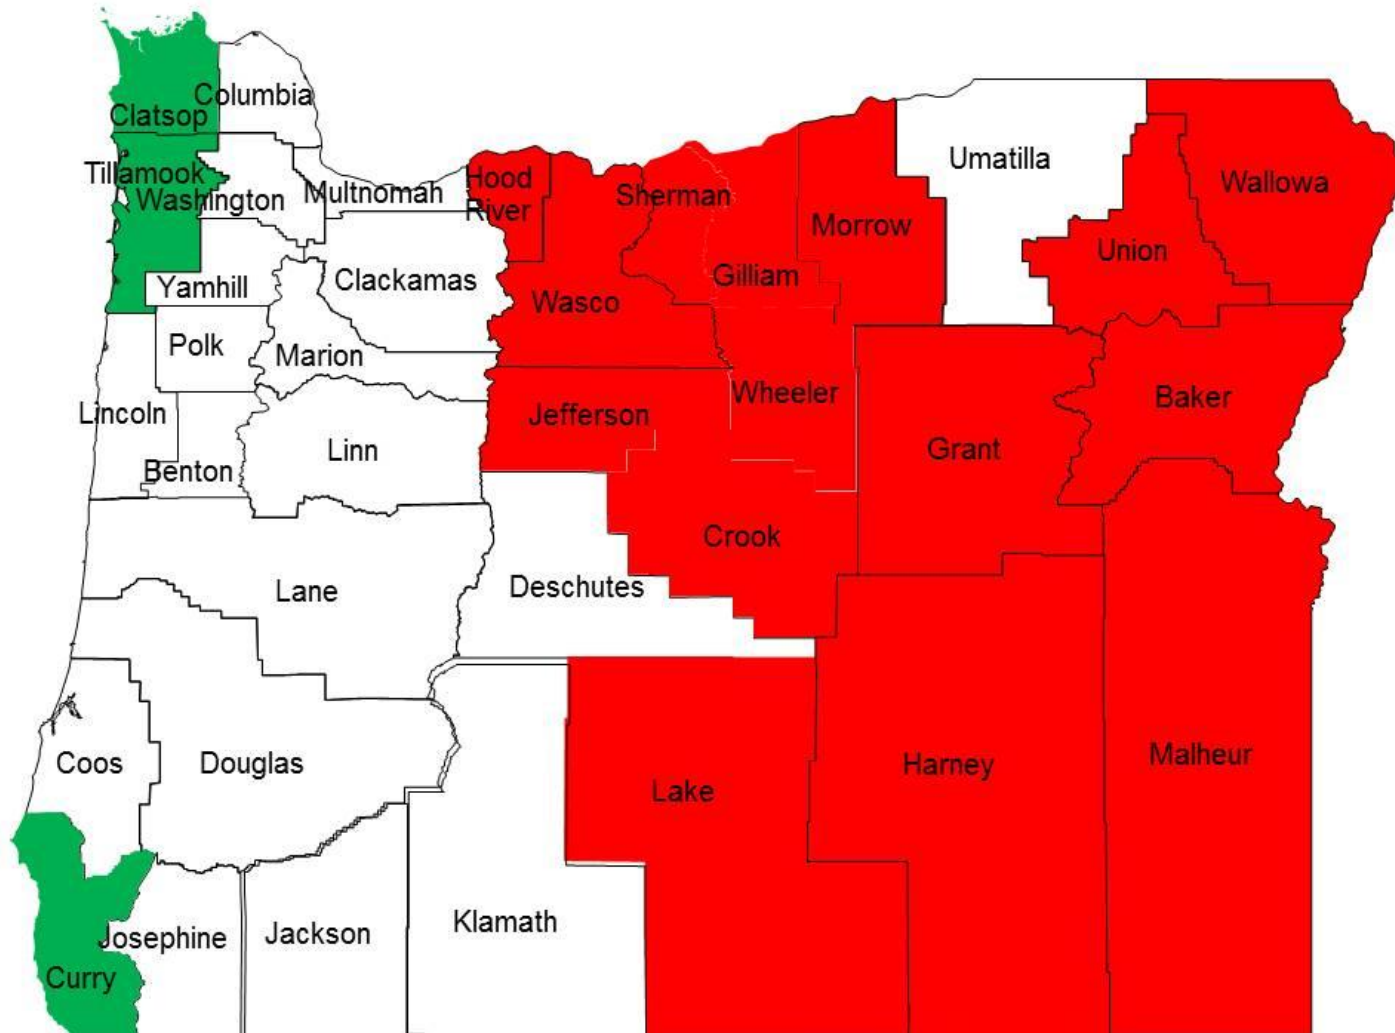 Columbia
Clatsop
Umatilla
Tillamook
Washington
Multnomah
Hood
River
Sherman
Morrow
Wallowa
Union
Yamhill
Clackamas
Gilliam
Wasco
Polk
Marion
Lincoln
Jefferson
Wheeler
Baker
Linn
Benton
Grant
Crook
Lane
Deschutes
Coos
Douglas
Lake
Harney
Malheur
Josephine
Jackson
Klamath
Curry